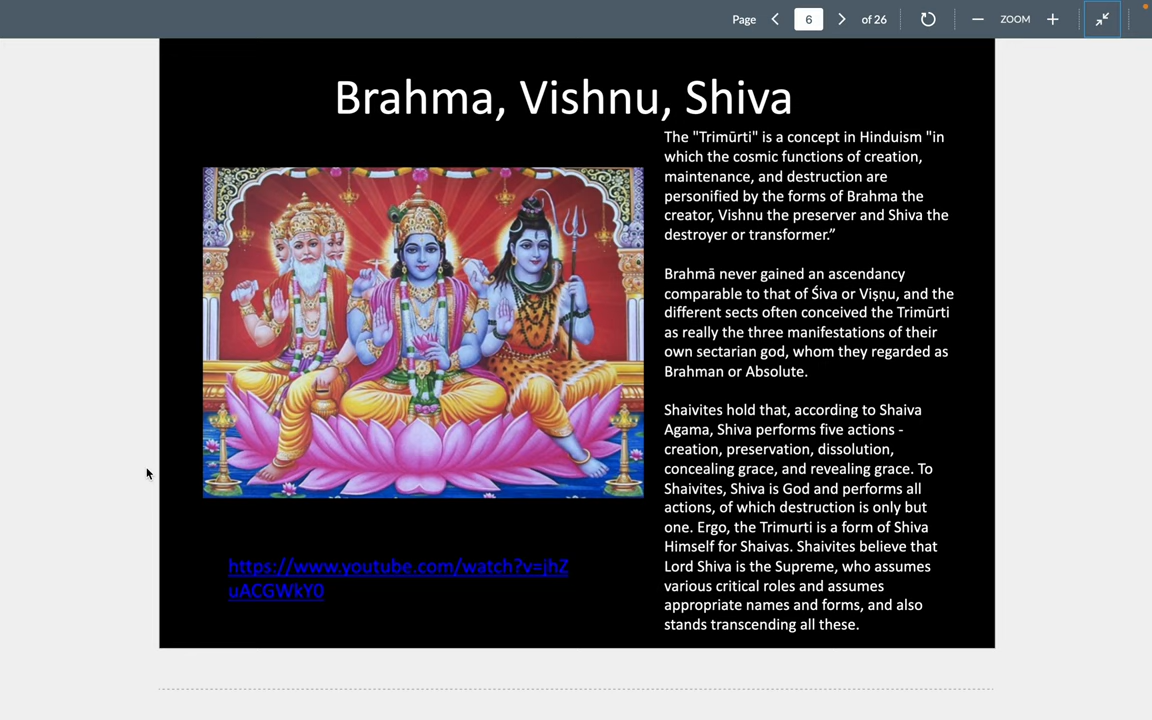 Page 6 of 26 ZOOM
Brahma, Vishnu, Shiva
The "Trimūrti" is a concept in Hinduism "in
which the cosmic functions of creation,
maintenance, and destruction are
personified by the forms of Brahma the
creator, Vishnu the preserver and Shiva the
destroyer or transformer.”
Brahmā never gained an ascendancy
comparable to that of Śiva or Viṣṇu, and the
different sects often conceived the Trimūrti
as really the three manifestations of their
own sectarian god, whom they regarded as
Brahman or Absolute.
Shaivites hold that, according to Shaiva
Agama, Shiva performs five actions -
creation, preservation, dissolution,
concealing grace, and revealing grace. To
Shaivites, Shiva is God and performs all
actions, of which destruction is only but
one. Ergo, the Trimurti is a form of Shiva
Himself for Shaivas. Shaivites believe that
Lord Shiva is the Supreme, who assumes
various critical roles and assumes
appropriate names and forms, and also
stands transcending all these.
https://www.youtube.com/watch?v=jhZ
uACGWkY0